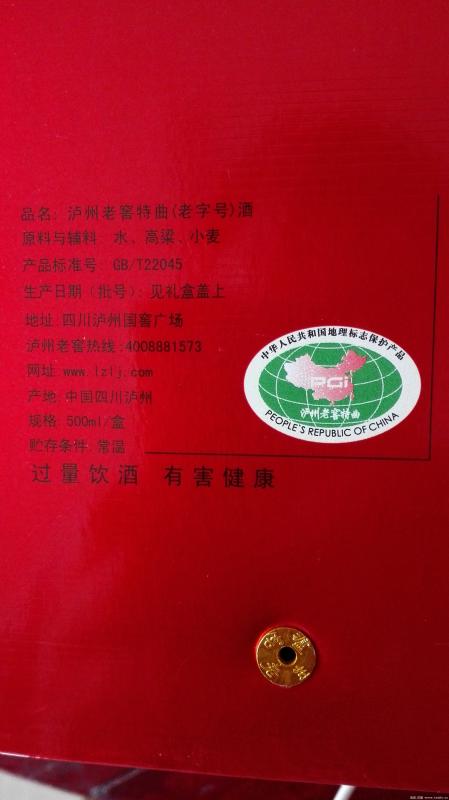 品名: 泸州老窖特曲(老字号)酒
原料与辅料: 水、高粱、小麦
产品标准号: GB/T22045
生产日期（批号): 见礼盒盖上
地址:四川泸州国窖广场
泸州老窖热线:4008881573
网址:www.lzlj.com
产地:中国四川泸州
规格:500ml/盒
贮存条件:常温
过量饮酒 有害健康
中华人民共和国地理标志保护产品
PGI
泸州老窖特曲
PEOPLE'S REPUBLIC OF CHINA